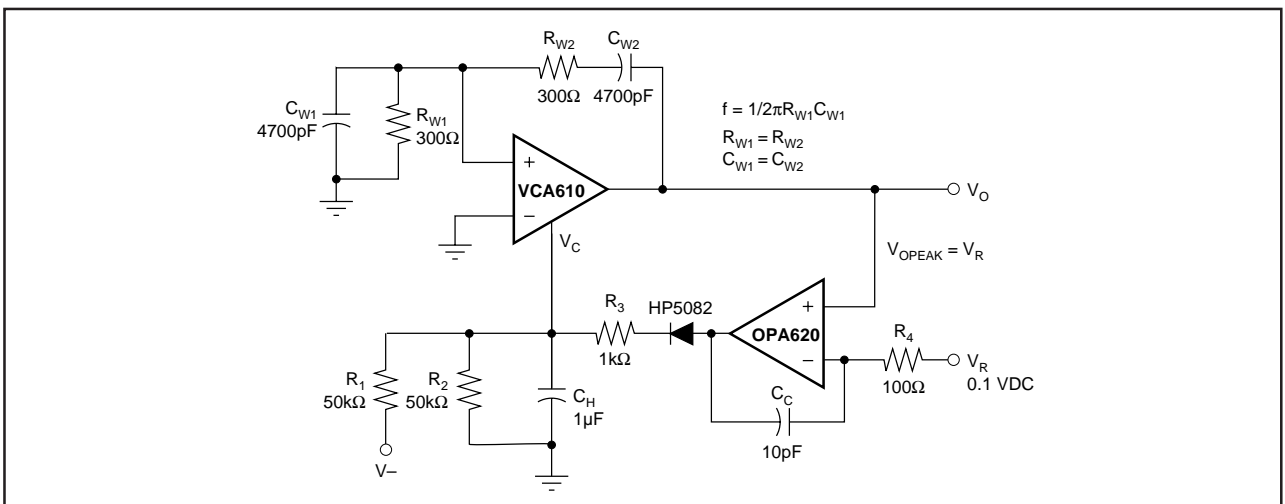 R_W2
300Ω
C_W2
4700pF
C_W1
4700pF
R_W1
300Ω
f = 1/2πR_W1C_W1
R_W1 = R_W2
C_W1 = C_W2
+
VCA610
–
V_C
V_O
V_OPEAK = V_R
R_3
1kΩ
HP5082
+
OPA620
–
R_4
100Ω
V_R
0.1 VDC
R_1
50kΩ
R_2
50kΩ
C_H
1µF
C_C
10pF
V–